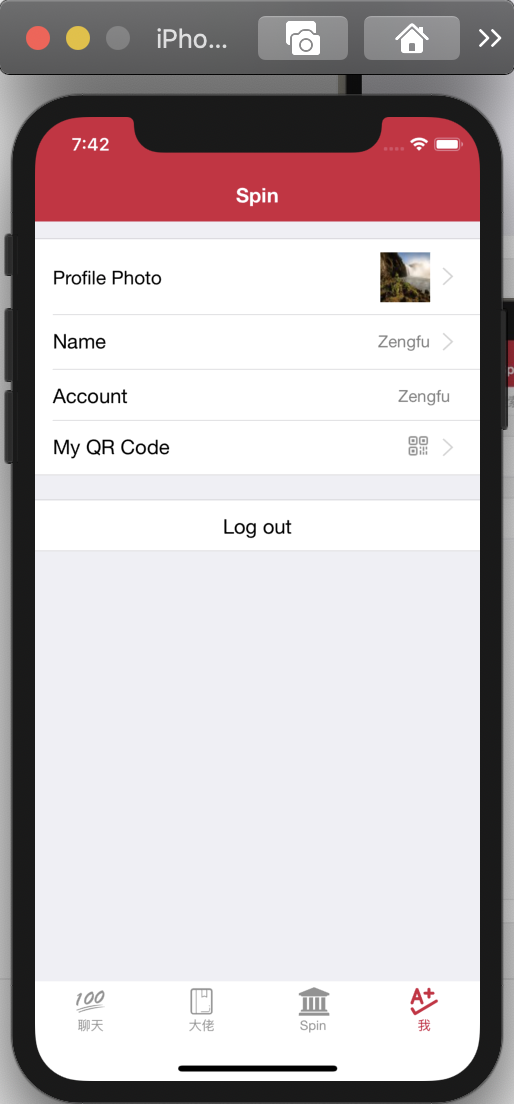 iPho...
7:42
Spin
Profile Photo
Name Zengfu
Account Zengfu
My QR Code
Log out
100 A+
聊天 大佬 Spin 我